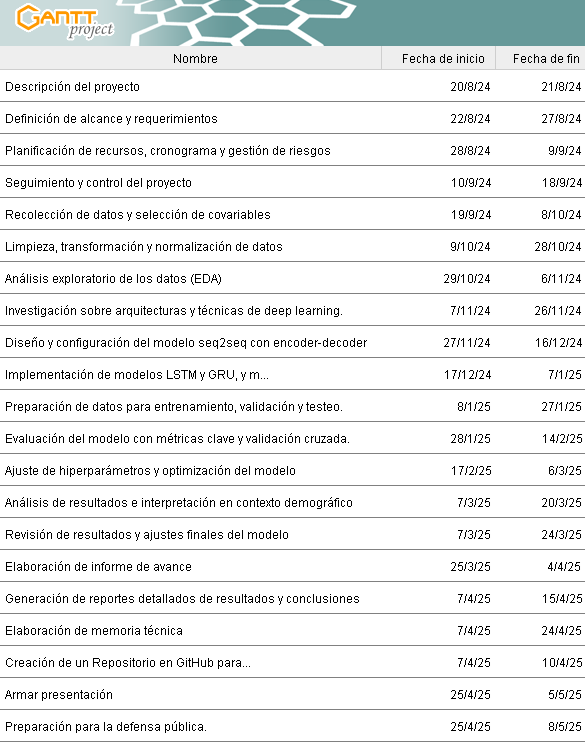 GANTT
project
Nombre Fecha de inicio Fecha de fin
Descripción del proyecto 20/8/24 21/8/24
Definición de alcance y requerimientos 22/8/24 27/8/24
Planificación de recursos, cronograma y gestión de riesgos 28/8/24 9/9/24
Seguimiento y control del proyecto 10/9/24 18/9/24
Recolección de datos y selección de covariables 19/9/24 8/10/24
Limpieza, transformación y normalización de datos 9/10/24 28/10/24
Análisis exploratorio de los datos (EDA) 29/10/24 6/11/24
Investigación sobre arquitecturas y técnicas de deep learning. 7/11/24 26/11/24
Diseño y configuración del modelo seq2seq con encoder-decoder 27/11/24 16/12/24
Implementación de modelos LSTM y GRU, y m... 17/12/24 7/1/25
Preparación de datos para entrenamiento, validación y testeo. 8/1/25 27/1/25
Evaluación del modelo con métricas clave y validación cruzada. 28/1/25 14/2/25
Ajuste de hiperparámetros y optimización del modelo 17/2/25 6/3/25
Análisis de resultados e interpretación en contexto demográfico 7/3/25 20/3/25
Revisión de resultados y ajustes finales del modelo 7/3/25 24/3/25
Elaboración de informe de avance 25/3/25 4/4/25
Generación de reportes detallados de resultados y conclusiones 7/4/25 15/4/25
Elaboración de memoria técnica 7/4/25 24/4/25
Creación de un Repositorio en GitHub para... 7/4/25 10/4/25
Armar presentación 25/4/25 5/5/25
Preparación para la defensa pública. 25/4/25 8/5/25